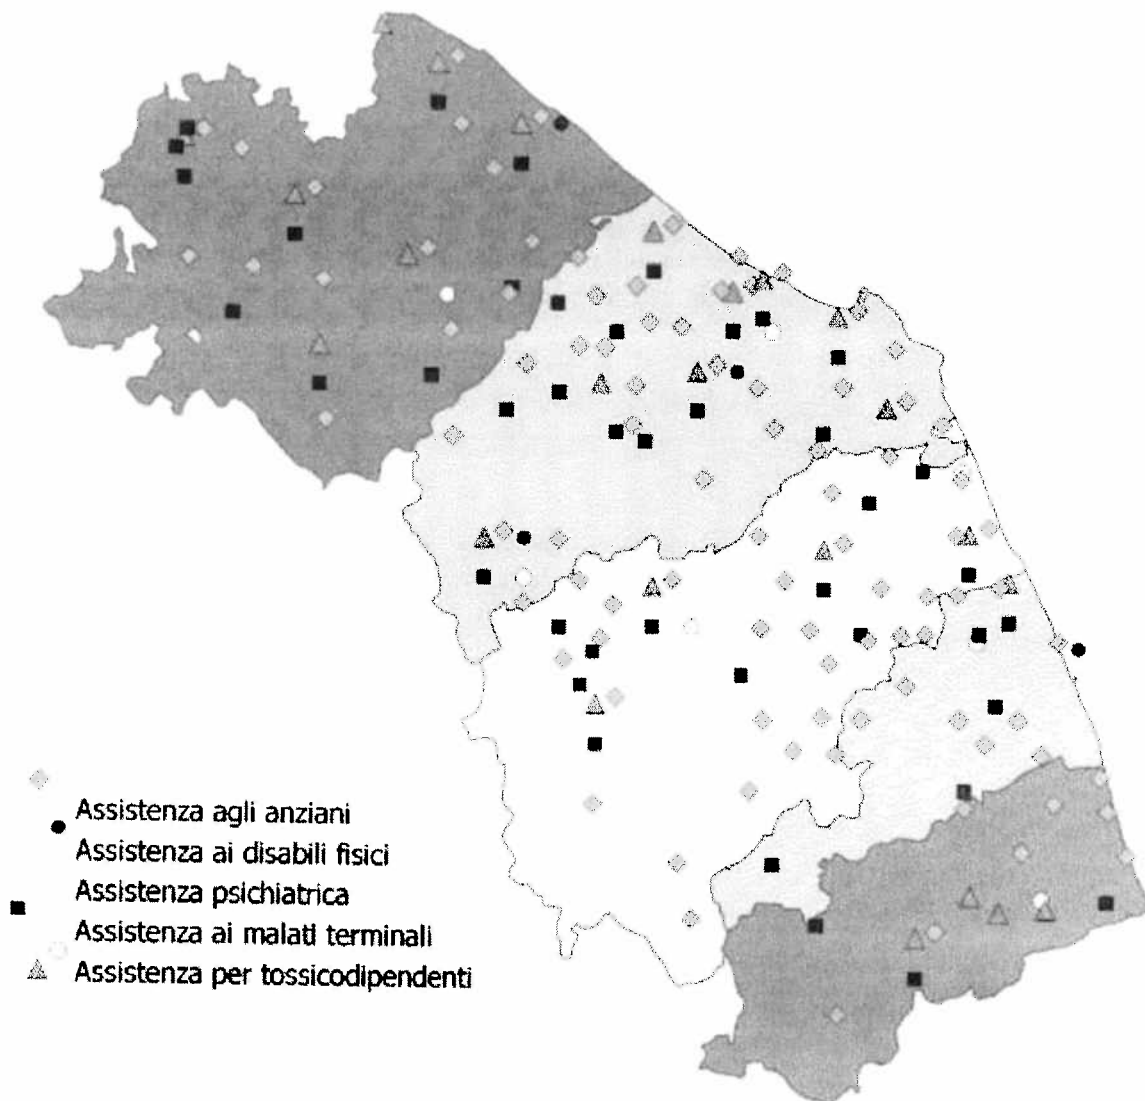 Assistenza agli anziani
Assistenza ai disabili fisici
Assistenza psichiatrica
Assistenza ai malati terminali
Assistenza per tossicodipendenti